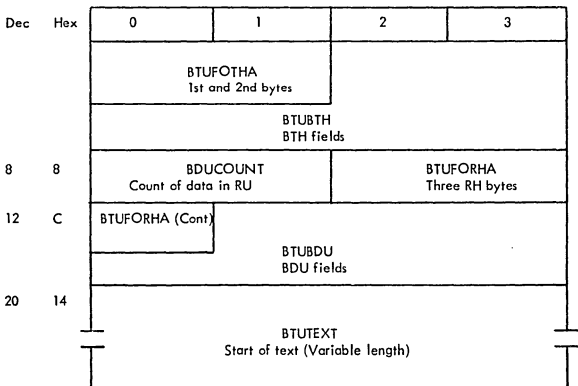 Dec Hex 0 1 2 3
BTUFOTHA
1st and 2nd bytes
BTUBTH
BTH fields
8 8 BDUCOUNT BTUFORHA
Count of data in RU Three RH bytes
12 C BTUFORHA (Cont)
BTUBDU
BDU fields
20 14
BTUTEXT
Start of text (Variable length)